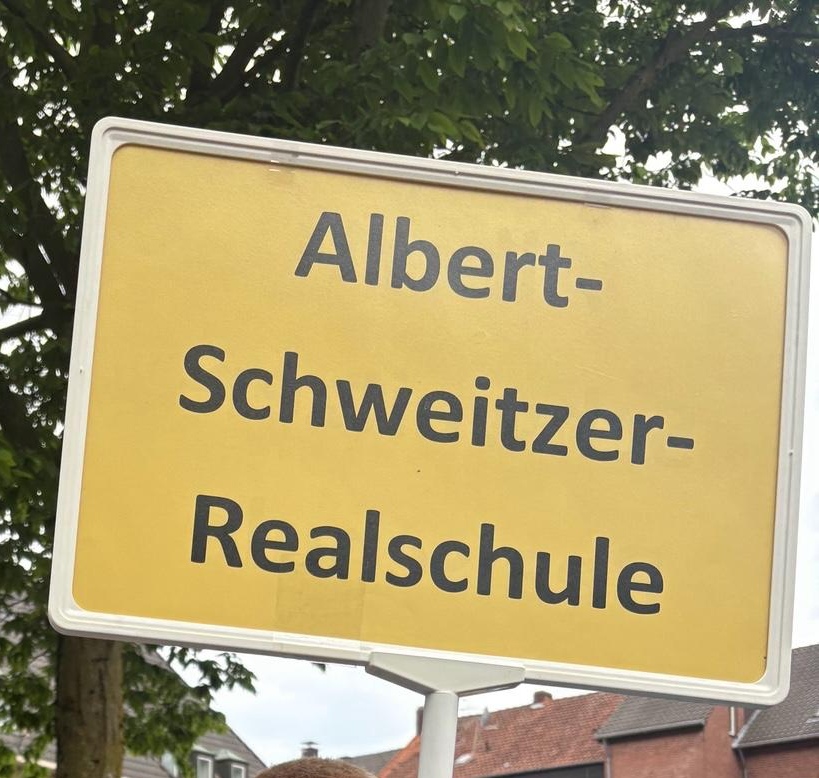 Albert-
Schweitzer-
Realschule